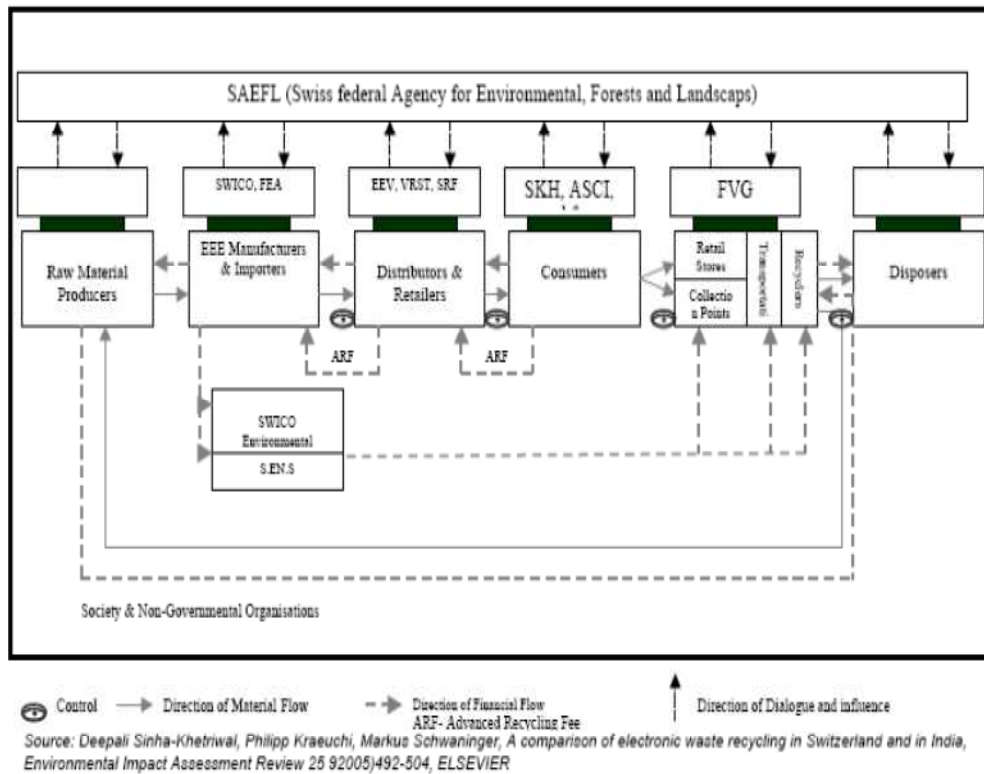 SAEFL (Swiss federal Agency for Environmental, Forests and Landscaps)
SWICO, FEA
EEV, VRST, SRF
SKH, ASCI,
FVG
Raw Material
Producers
EEE Manufacturers
& Importers
Distributors &
Retailers
Consumers
Retail
Stores
Collectio
n Points
Transportati
Recyclers
Disposers
ARF
ARF
SWICO
Environmental
S.EN.S
Society & Non-Governmental Organisations
Control
Direction of Material Flow
Direction of Financial Flow
ARF- Advanced Recycling Fee
Direction of Dialogue and influence
Source: Deepali Sinha-Khetriwal, Philipp Kraeuchi, Markus Schwaninger, A comparison of electronic waste recycling in Switzerland and in India,
Environmental Impact Assessment Review 25 92005)492-504, ELSEVIER